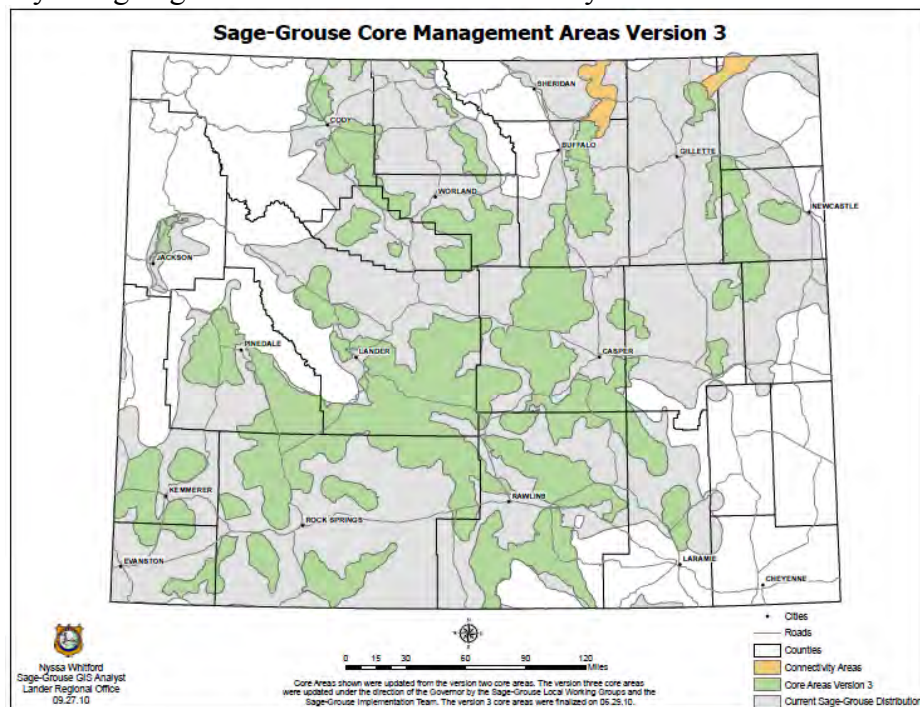 Sage-Grouse Core Management Areas Version 3
SHERIDAN
CODY
BUFFALO
GILLETTE
WORLAND
NEWCASTLE
JACKSON
PINEDALE
LANDER
CASPER
KEMMERER
RAWLINS
ROCK SPRINGS
EVANSTON
LARAMIE
CHEYENNE
Cities
Roads
Counties
Connectivity Areas
Core Areas Version 3
Current Sage-Grouse Distribution
N
0 15 30 60 90 120
Miles
Nyssa Whitford
Sage-Grouse GIS Analyst
Lander Regional Office
09.27.10
Core Areas shown were updated from the version two core areas. The version three core areas
were updated under the direction of the Governor by the Sage-Grouse Local Working Groups and the
Sage-Grouse Implementation Team. The version 3 core areas were finalized on 06.29.10.